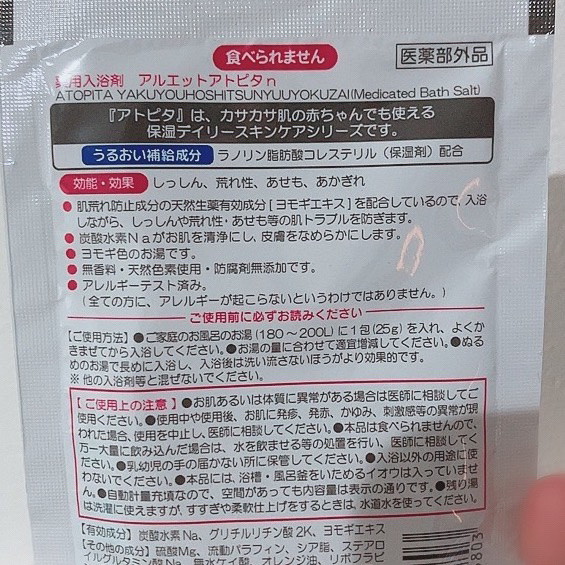 食べられません
医薬部外品
薬用入浴剤 アルエットアトピタn
ATOPITA YAKUYOUHOSHITSUNYUUYOKUZAI(Medicated Bath Salt)
『アトピタ』は、カサカサ肌の赤ちゃんでも使える
保湿デイリースキンケアシリーズです。
うるおい補給成分 ラノリン脂肪酸コレステリル（保湿剤）配合
効能・効果 しっしん、荒れ性、あせも、あかぎれ
●肌荒れ防止成分の天然生薬有効成分[ヨモギエキス]を配合しているので、入浴
しながら、しっしんや荒れ性・あせも等の肌トラブルを防ぎます。
●炭酸水素Naがお肌を清浄にし、皮膚をなめらかにします。
●ヨモギ色のお湯です。
●無香料・天然色素使用・防腐剤無添加です。
●アレルギーテスト済み。
（全ての方に、アレルギーが起こらないというわけではありません。）
ご使用前に必ずお読みください
【ご使用方法】●ご家庭のお風呂のお湯(180～200L)に1包(25g)を入れ、よくか
きまぜてから入浴してください。●お湯の量に合わせて適宜増減してください。●ぬる
めのお湯で長めに入浴し、入浴後は洗い流さないほうがより効果的です。
※他の入浴剤等と混ぜないでください。
【ご使用上の注意】●お肌あるいは体質に異常がある場合は医師に相談してご
使用ください。●使用中や使用後、お肌に発疹、発赤、かゆみ、刺激感等の異常が現
われた場合、使用を中止し、医師に相談してください。●本品は食べられませんので、
万一大量に飲み込んだ場合は、水を飲ませる等の処置を行い、医師に相談してく
ださい。●乳幼児の手の届かない所に保管してください。●入浴以外の用途に使
わないでください。●本品には、浴槽・風呂釜をいためるイオウは入っていませ
ん。●自動計量充填なので、空間があっても内容量は表示の通りです。●残り湯
は洗濯に使えますが、すすぎや柔軟仕上げをするときは、水道水を使ってください。
【有効成分】炭酸水素Na、グリチルリチン酸2K、ヨモギエキス
【その他の成分】硫酸Mg、流動パラフィン、シア脂、ステアロ
イルグルタミン酸Na、無水ケイ酸、オレンジ油、リボフラビ